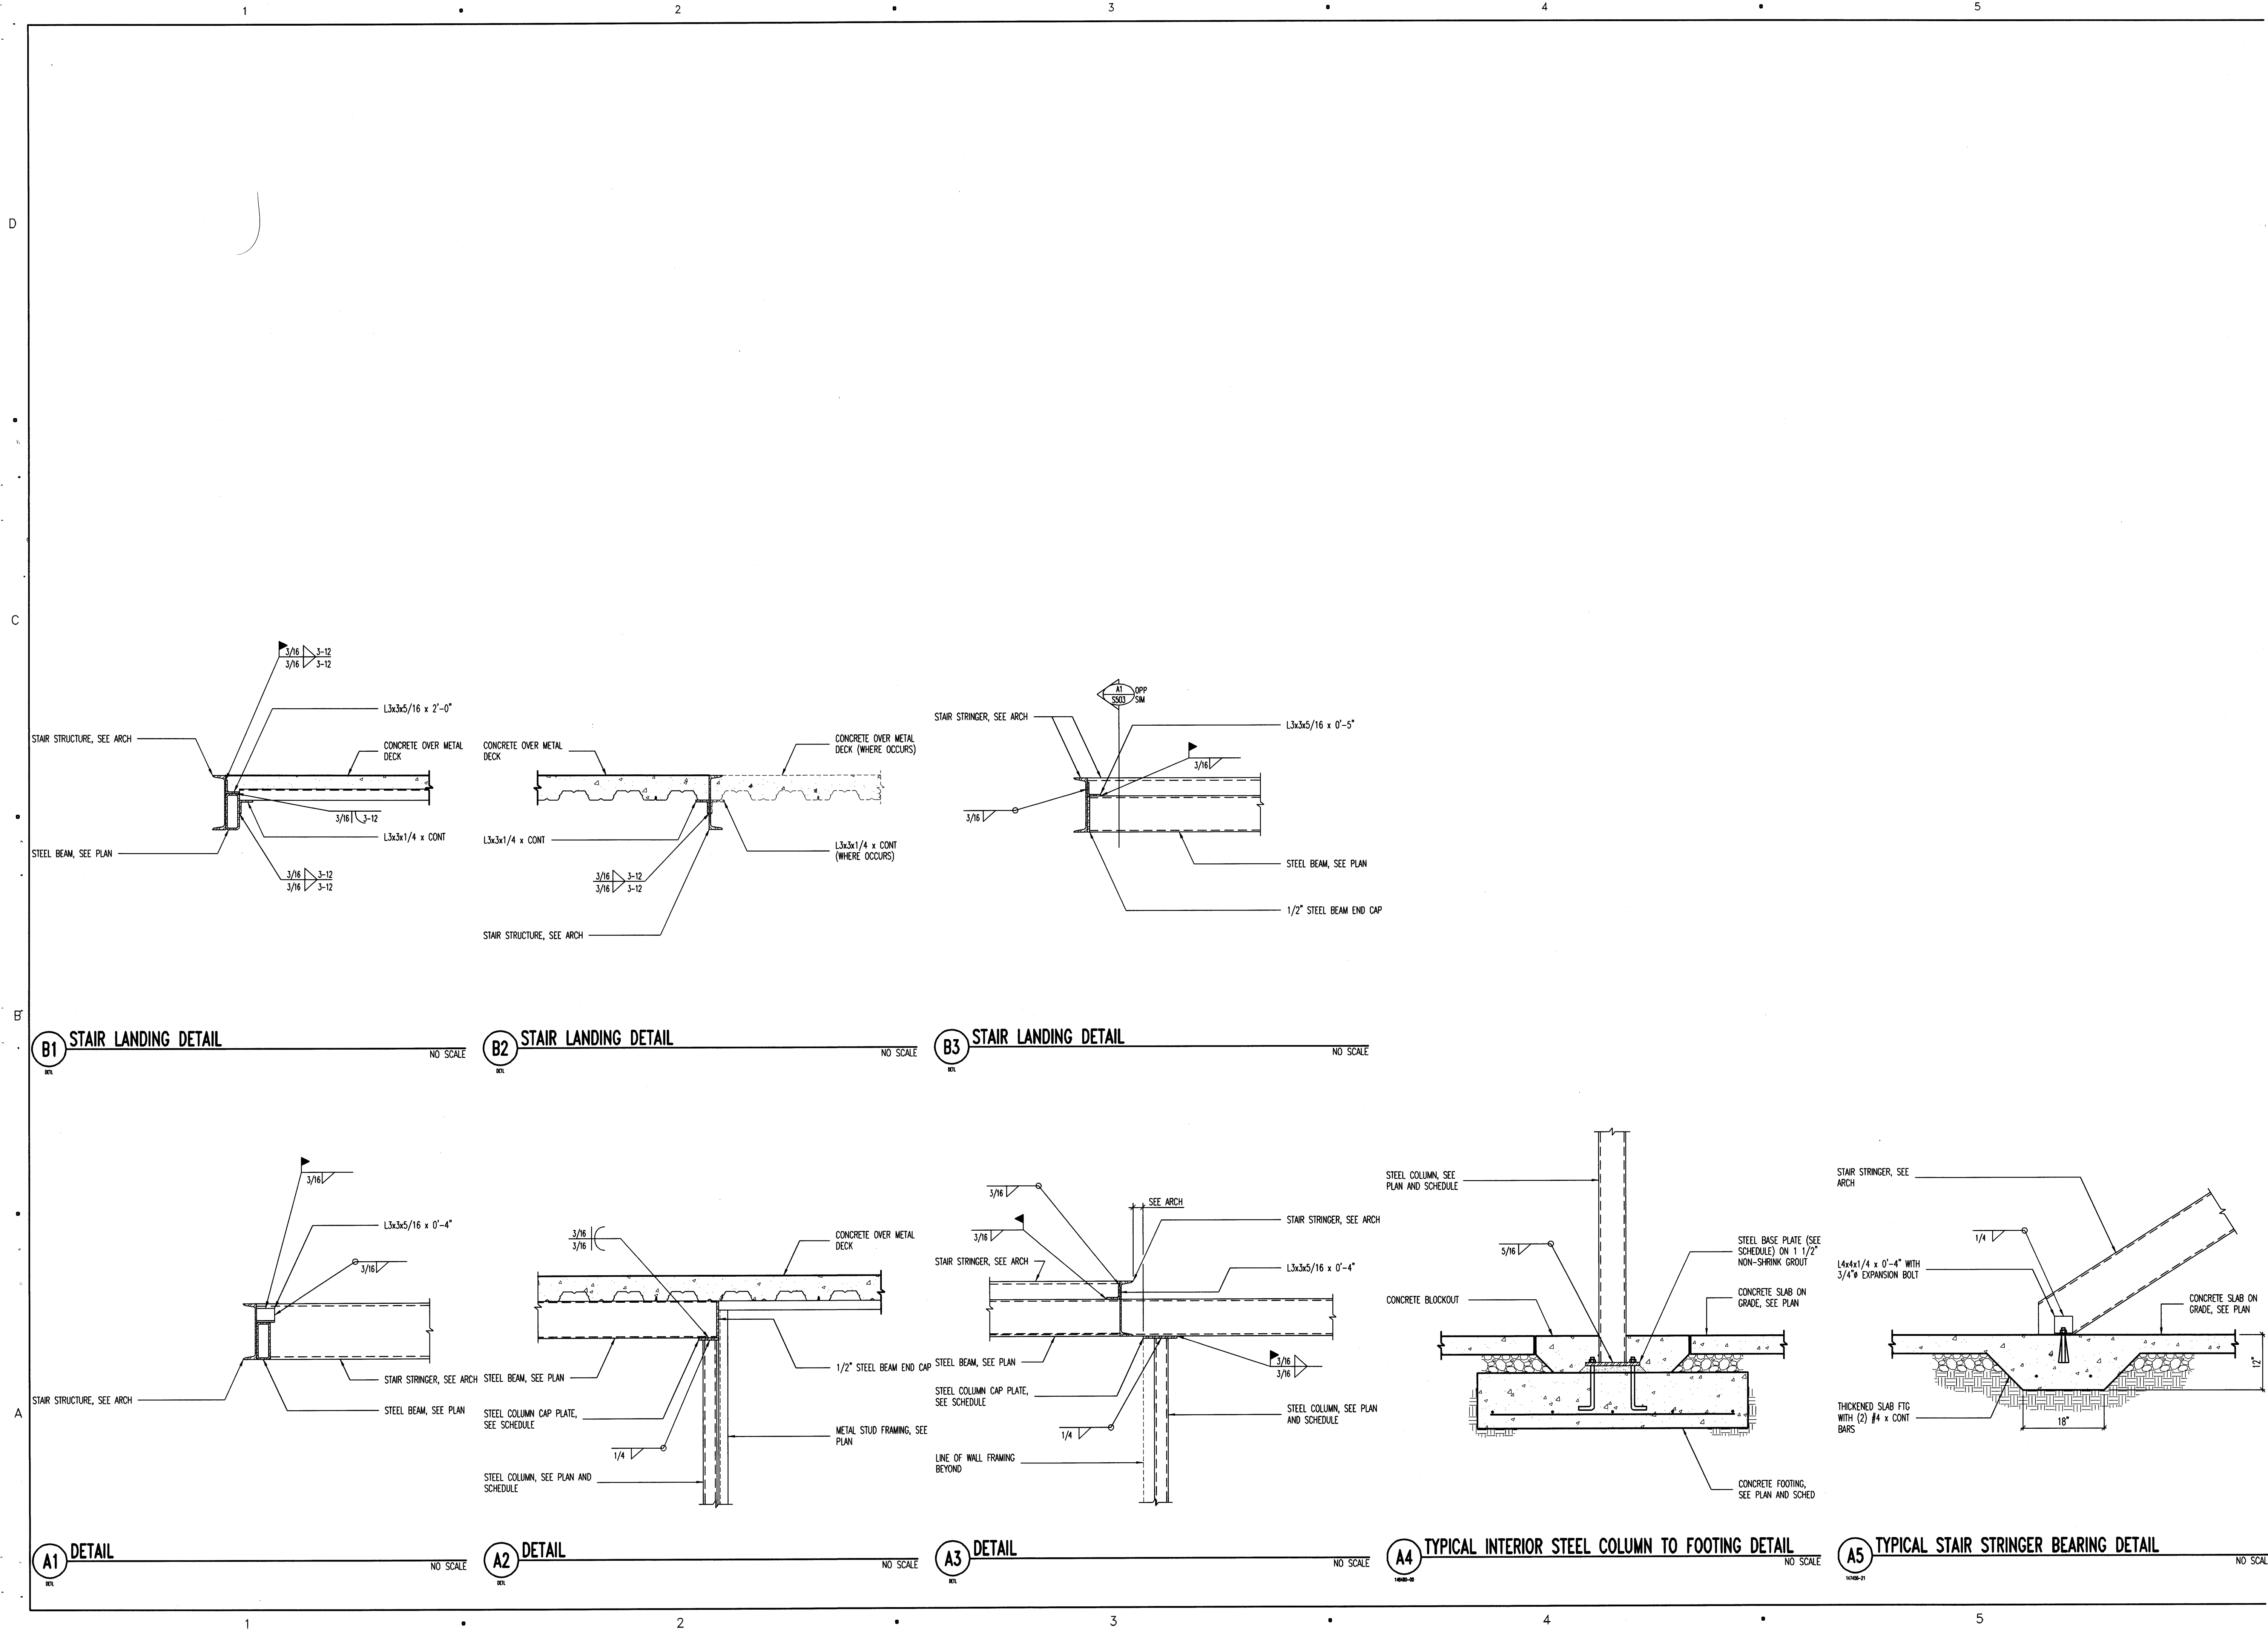 1
2
3
4
5
D
C
B
A
3/16 3-12
3/16 3-12
L3x3x5/16 x 2'-0"
STAIR STRUCTURE, SEE ARCH
CONCRETE OVER METAL
DECK
3/16 3-12
L3x3x1/4 x CONT
STEEL BEAM, SEE PLAN
3/16 3-12
3/16 3-12
B1 STAIR LANDING DETAIL
NO SCALE
DETL
CONCRETE OVER METAL
DECK
CONCRETE OVER METAL
DECK (WHERE OCCURS)
L3x3x1/4 x CONT
L3x3x1/4 x CONT
(WHERE OCCURS)
3/16 3-12
3/16 3-12
STAIR STRUCTURE, SEE ARCH
B2 STAIR LANDING DETAIL
NO SCALE
DETL
A1 OPP
S503 SIM
STAIR STRINGER, SEE ARCH
L3x3x5/16 x 0'-5"
3/16
3/16
STEEL BEAM, SEE PLAN
1/2" STEEL BEAM END CAP
B3 STAIR LANDING DETAIL
NO SCALE
DETL
3/16
L3x3x5/16 x 0'-4"
3/16
STAIR STRINGER, SEE ARCH
STAIR STRUCTURE, SEE ARCH
STEEL BEAM, SEE PLAN
A1 DETAIL
NO SCALE
DETL
3/16
3/16
CONCRETE OVER METAL
DECK
1/2" STEEL BEAM END CAP
STEEL BEAM, SEE PLAN
STEEL COLUMN CAP PLATE,
SEE SCHEDULE
METAL STUD FRAMING, SEE
PLAN
1/4
STEEL COLUMN, SEE PLAN AND
SCHEDULE
A2 DETAIL
NO SCALE
DETL
3/16
SEE ARCH
STAIR STRINGER, SEE ARCH
3/16
STAIR STRINGER, SEE ARCH
L3x3x5/16 x 0'-4"
STEEL BEAM, SEE PLAN
3/16
3/16
STEEL COLUMN CAP PLATE,
SEE SCHEDULE
STEEL COLUMN, SEE PLAN
AND SCHEDULE
1/4
LINE OF WALL FRAMING
BEYOND
A3 DETAIL
NO SCALE
DETL
STEEL COLUMN, SEE
PLAN AND SCHEDULE
5/16
STEEL BASE PLATE (SEE
SCHEDULE) ON 1 1/2"
NON-SHRINK GROUT
CONCRETE BLOCKOUT
CONCRETE SLAB ON
GRADE, SEE PLAN
CONCRETE FOOTING,
SEE PLAN AND SCHED
A4 TYPICAL INTERIOR STEEL COLUMN TO FOOTING DETAIL
NO SCALE
STAIR STRINGER, SEE
ARCH
1/4
L4x4x1/4 x 0'-4" WITH
3/4"ø EXPANSION BOLT
CONCRETE SLAB ON
GRADE, SEE PLAN
12"
THICKENED SLAB FTG
WITH (2) #4 x CONT
BARS
18"
A5 TYPICAL STAIR STRINGER BEARING DETAIL
NO SCAL
1
2
3
4
5